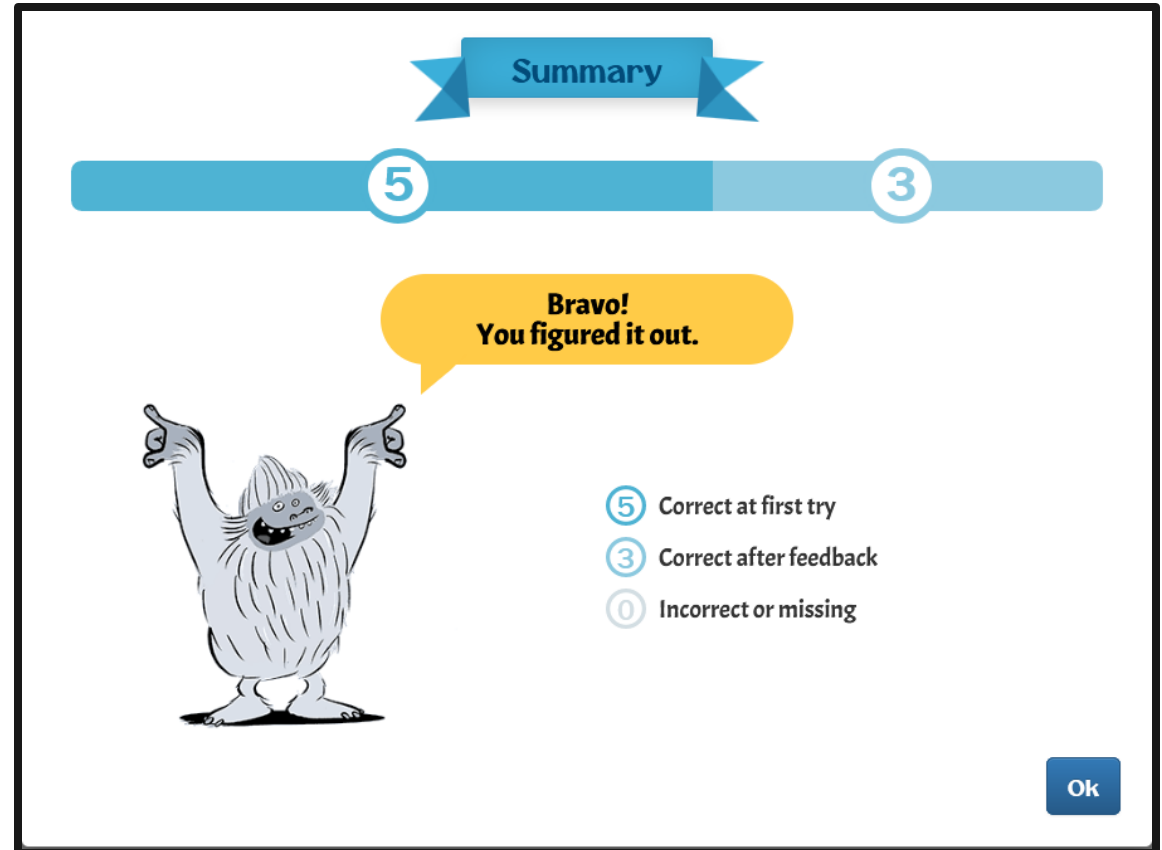 Summary
5
3
Bravo!
You figured it out.
5 Correct at first try
3 Correct after feedback
0 Incorrect or missing
Ok